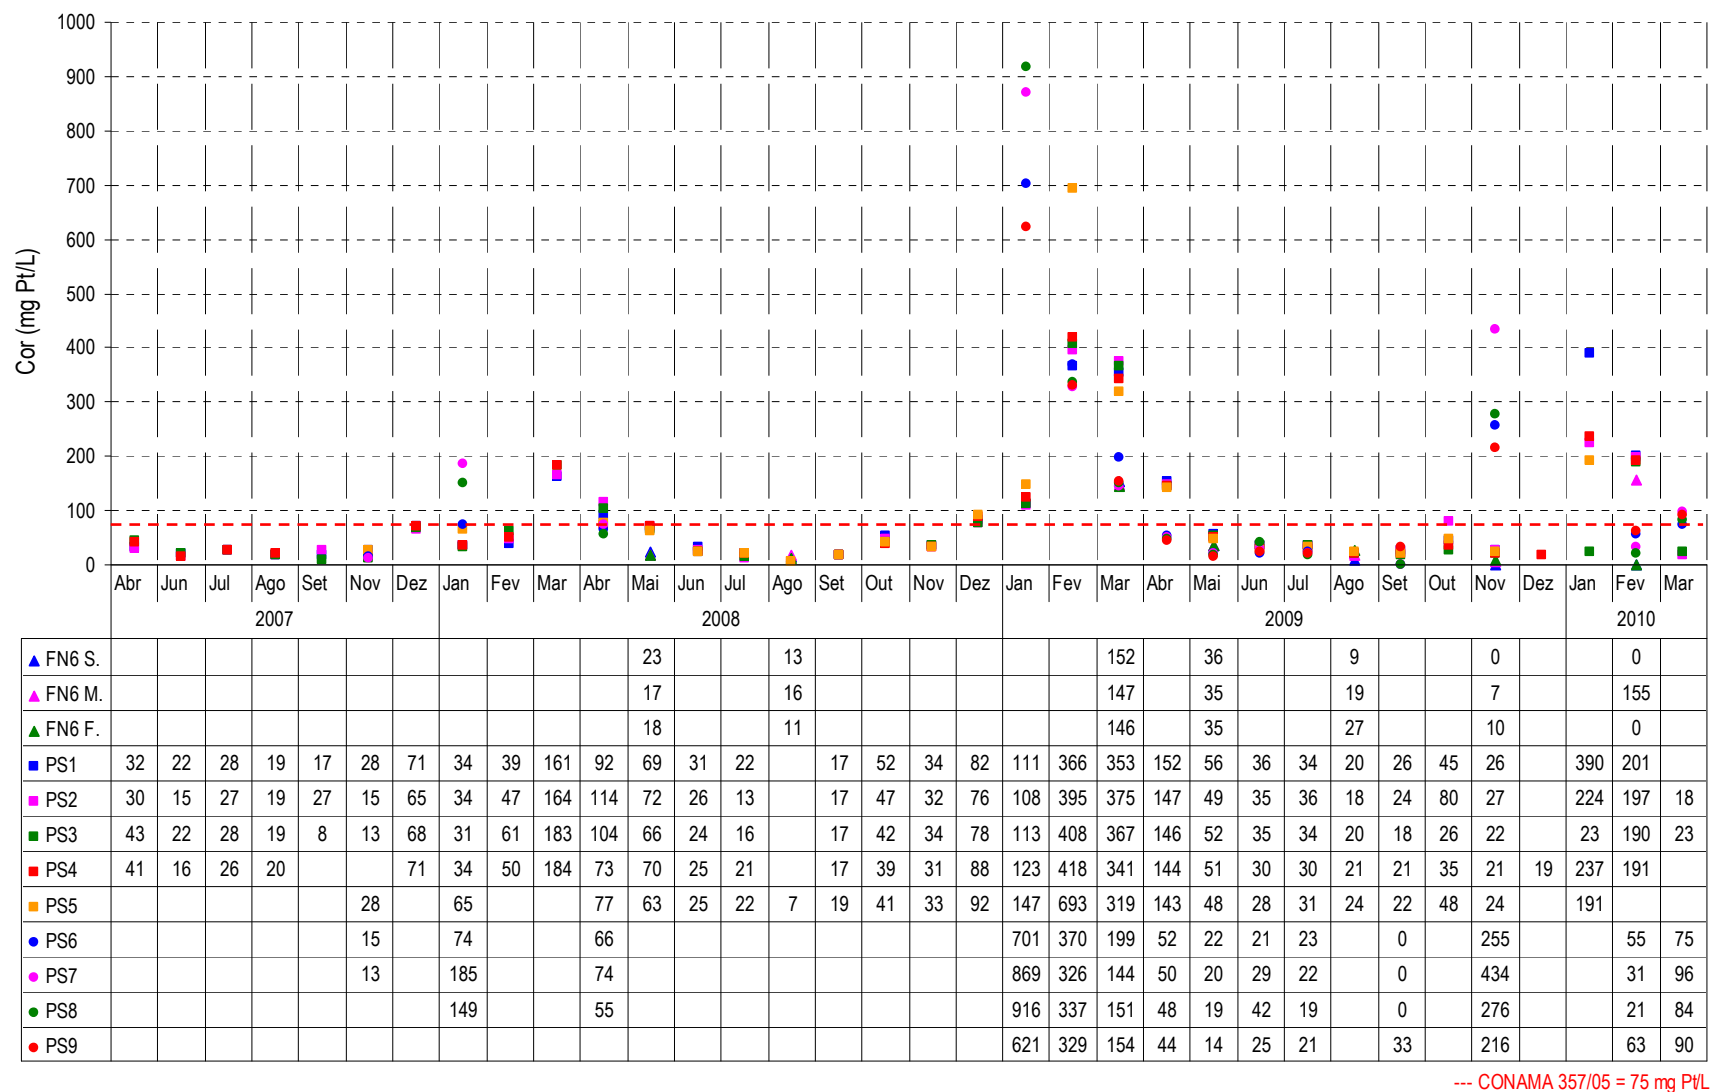 1000
900
800
700
600
500
400
300
200
100
0
Cor (mg Pt/L)
Abr Jun Jul Ago Set Nov Dez Jan Fev Mar Abr Mai Jun Jul Ago Set Out Nov Dez Jan Fev Mar Abr Mai Jun Jul Ago Set Out Nov Dez Jan Fev Mar
2007 2008 2009 2010
FN6 S. 23 13 152 36 9 0 0
FN6 M. 17 16 147 35 19 7 155
FN6 F. 18 11 146 35 27 10 0
PS1 32 22 28 19 17 28 71 34 39 161 92 69 31 22 17 52 34 82 111 366 353 152 56 36 34 20 26 45 26 390 201
PS2 30 15 27 19 27 15 65 34 47 164 114 72 26 13 17 47 32 76 108 395 375 147 49 35 36 18 24 80 27 224 197 18
PS3 43 22 28 19 8 13 68 31 61 183 104 66 24 16 17 42 34 78 113 408 367 146 52 35 34 20 18 26 22 23 190 23
PS4 41 16 26 20 71 34 50 184 73 70 25 21 17 39 31 88 123 418 341 144 51 30 30 21 21 35 21 19 237 191
PS5 28 65 77 63 25 22 7 19 41 33 92 147 693 319 143 48 28 31 24 22 48 24 191
PS6 15 74 66 701 370 199 52 22 21 23 0 255 55 75
PS7 13 185 74 869 326 144 50 20 29 22 0 434 31 96
PS8 149 55 916 337 151 48 19 42 19 0 276 21 84
PS9 621 329 154 44 14 25 21 33 216 63 90
--- CONAMA 357/05 = 75 mg Pt/L